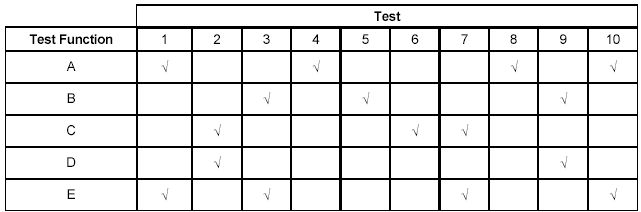 Test
Test Function 1 2 3 4 5 6 7 8 9 10
A √ √ √ √
B √ √ √
C √ √ √
D √ √
E √ √ √ √